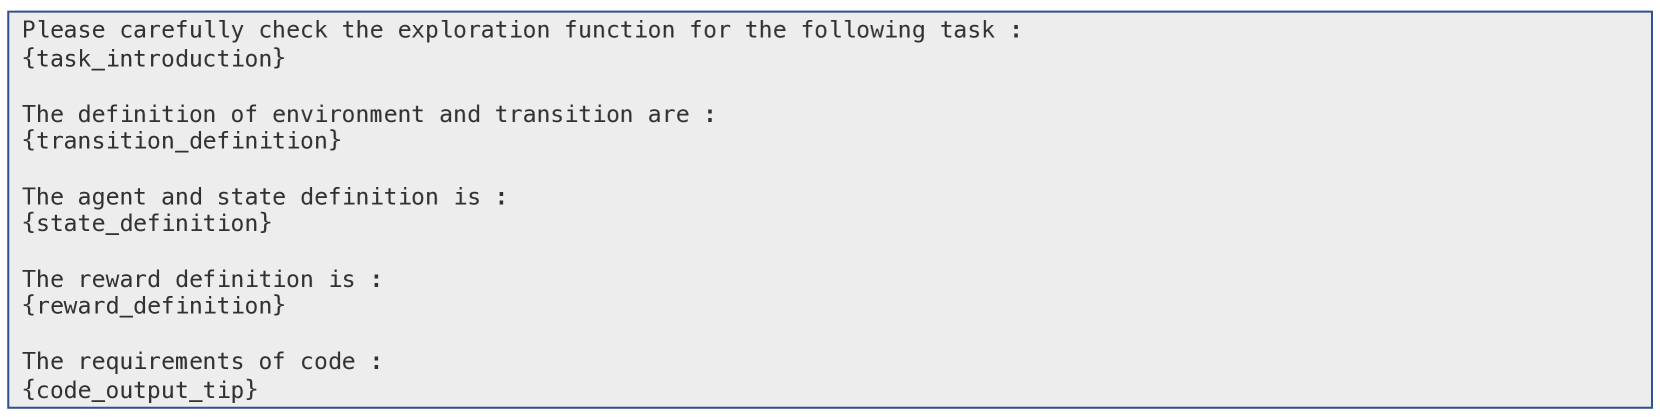 Please carefully check the exploration function for the following task :
{task_introduction}
The definition of environment and transition are :
{transition_definition}
The agent and state definition is :
{state_definition}
The reward definition is :
{reward_definition}
The requirements of code :
{code_output_tip}